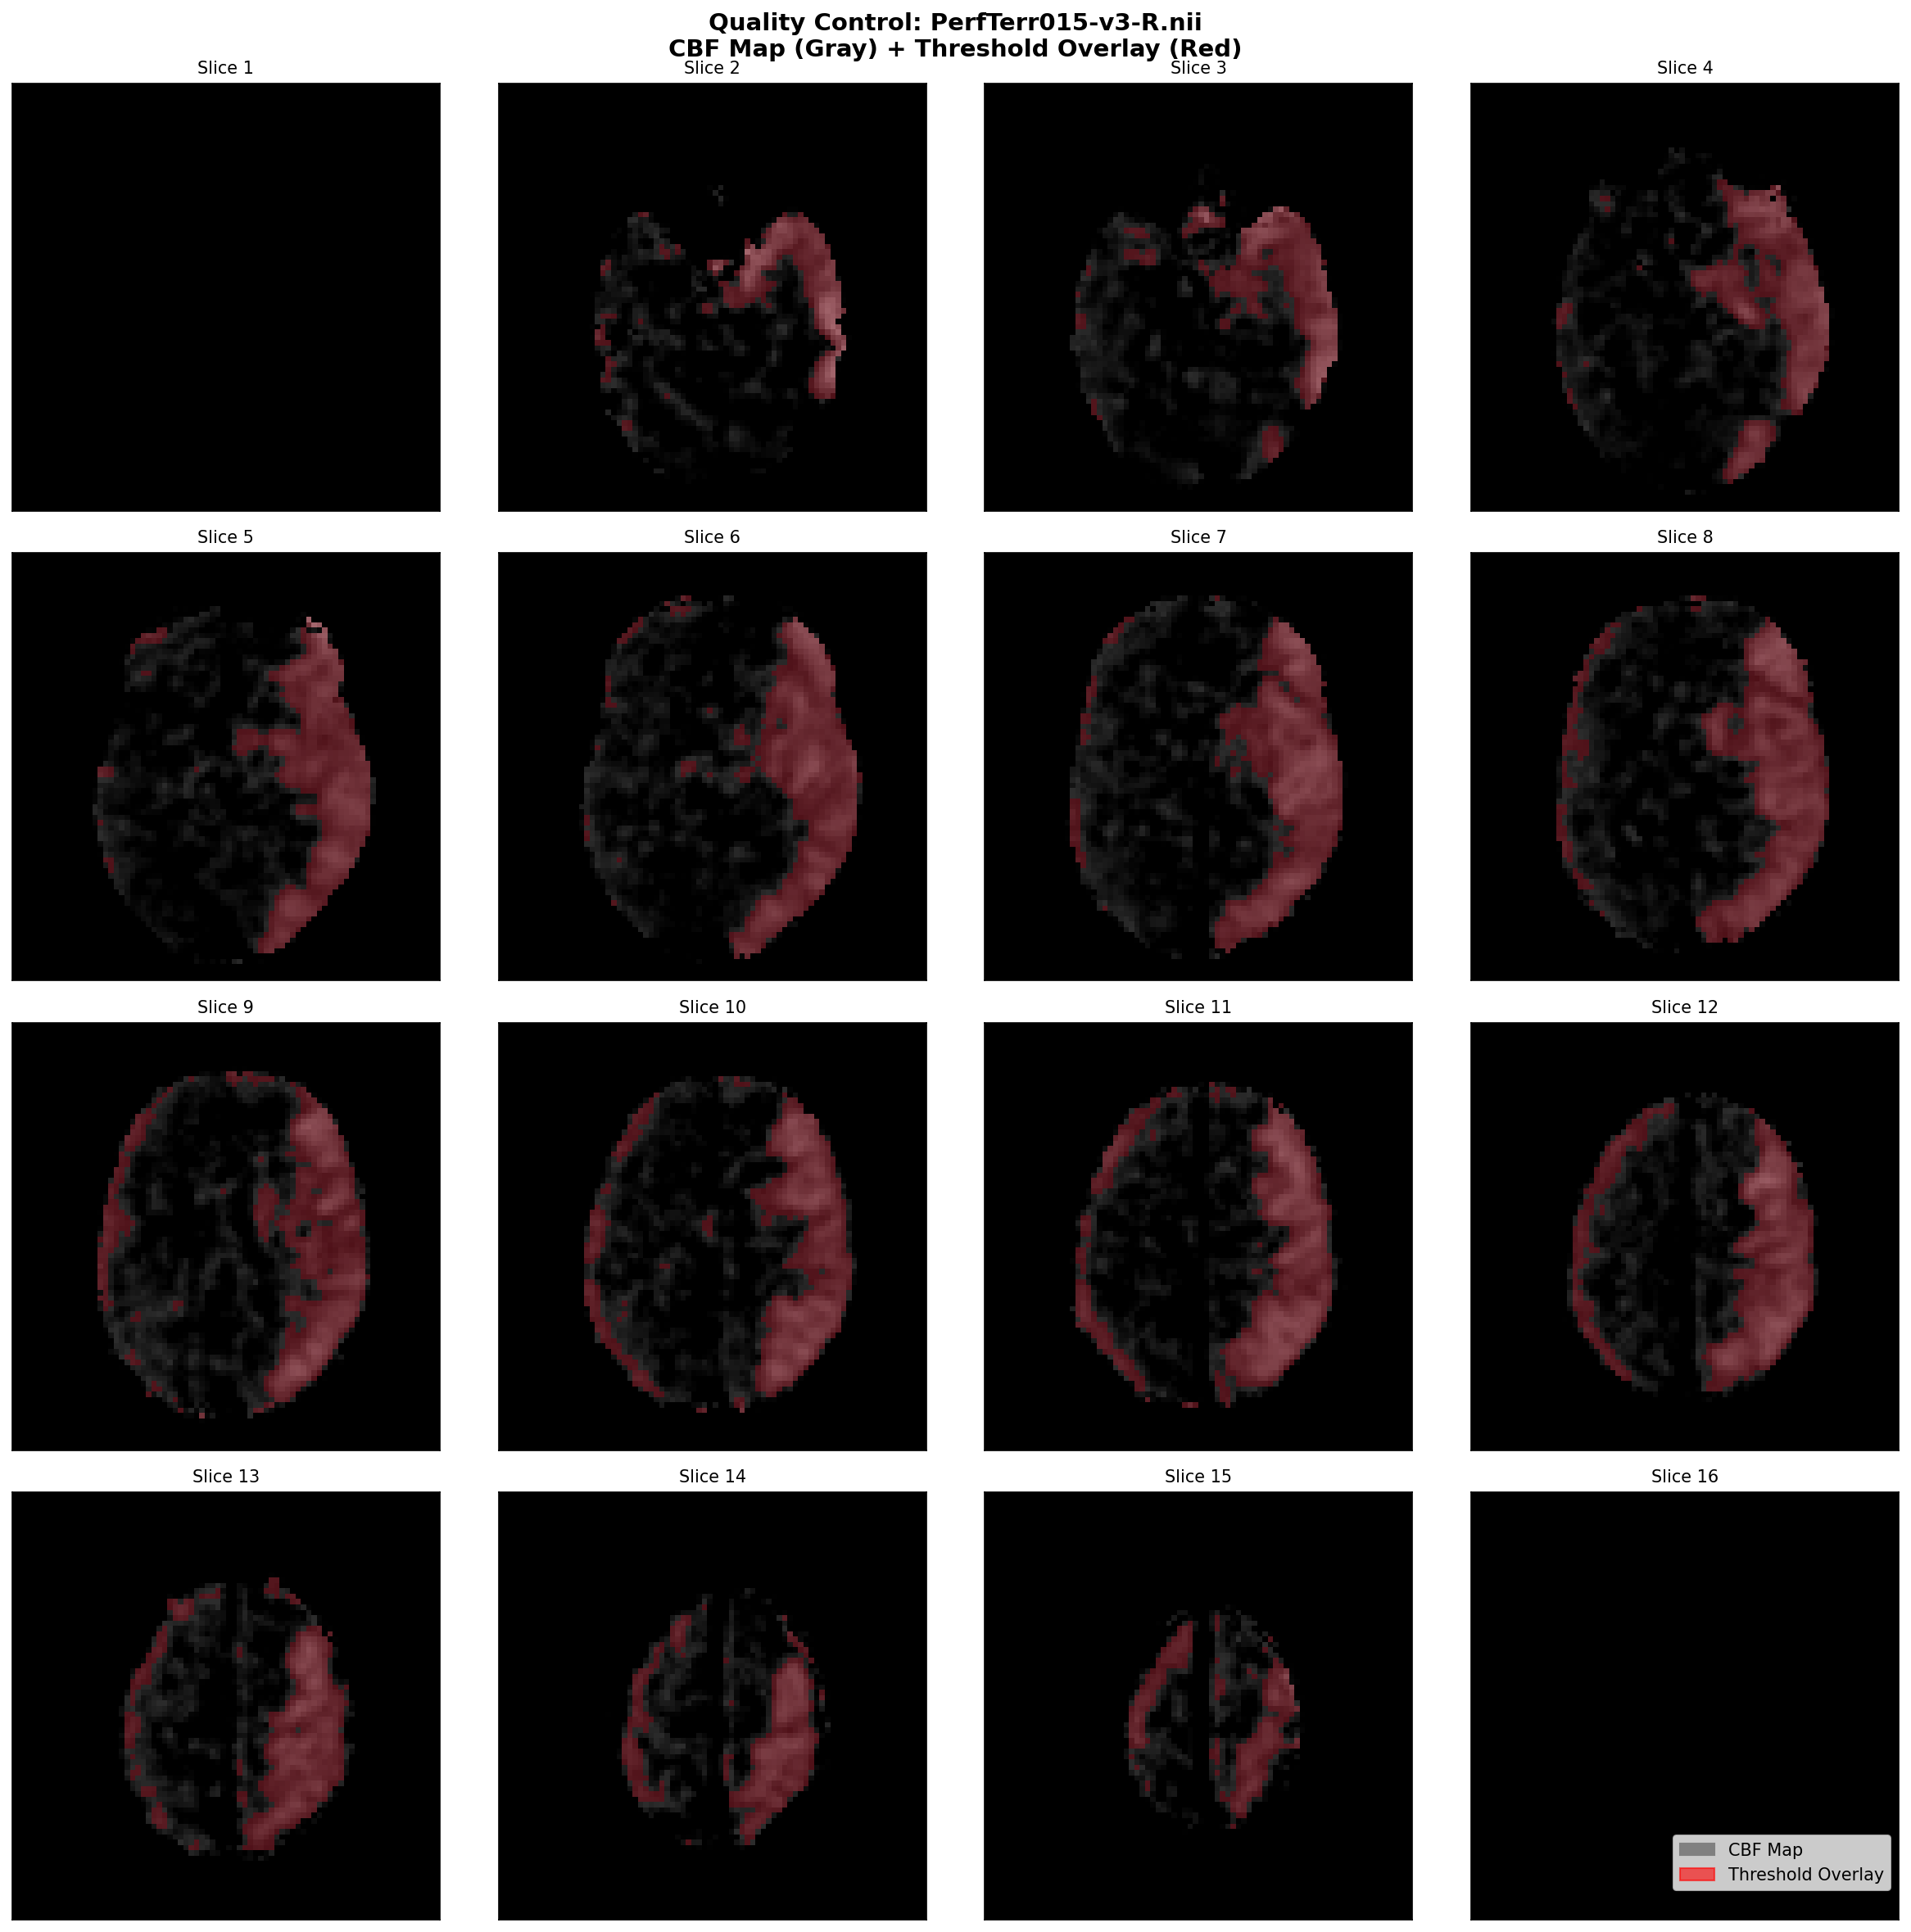 Quality Control: PerfTerr015-v3-R.nii
CBF Map (Gray) + Threshold Overlay (Red)
Slice 1
Slice 2
Slice 3
Slice 4
Slice 5
Slice 6
Slice 7
Slice 8
Slice 9
Slice 10
Slice 11
Slice 12
Slice 13
Slice 14
Slice 15
Slice 16
CBF Map
Threshold Overlay